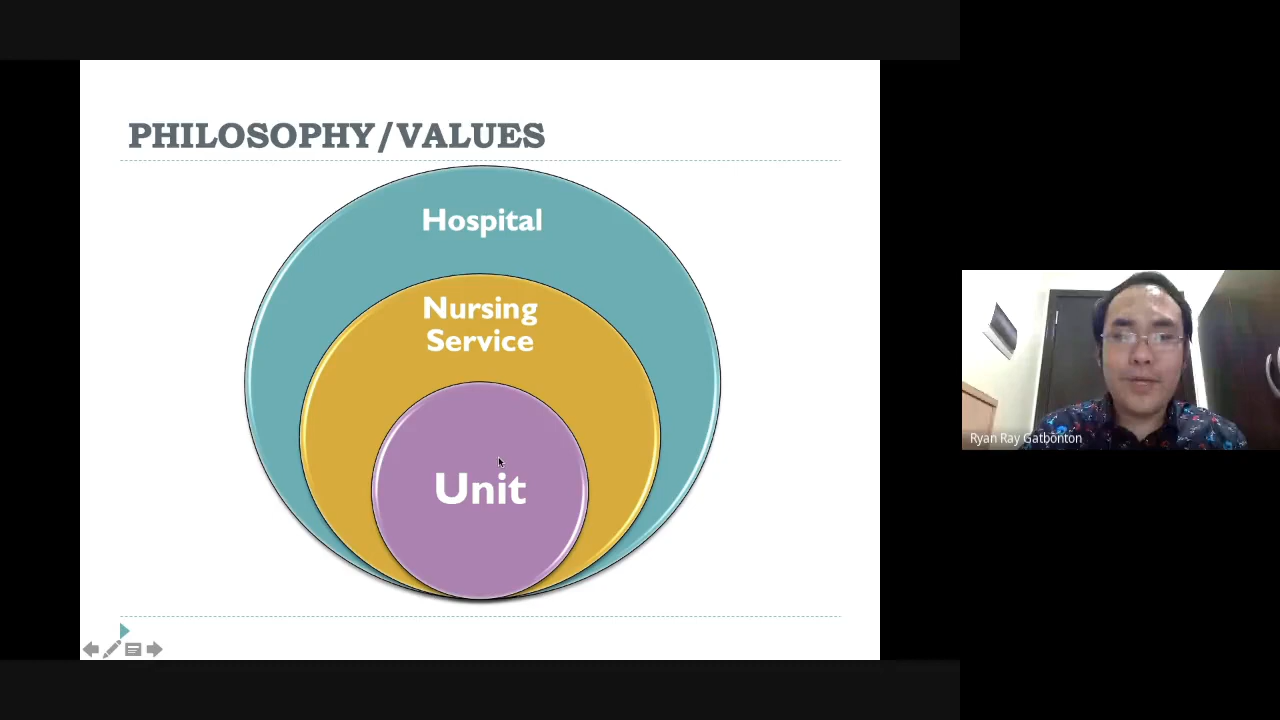 PHILOSOPHY/VALUES
Hospital
Nursing
Service
Unit
Ryan Ray Gatbonton